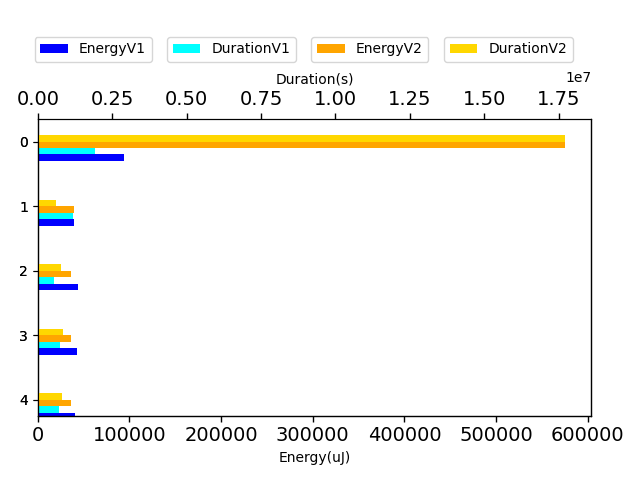 EnergyV1 DurationV1 EnergyV2 DurationV2
Duration(s)
1e7
0.00 0.25 0.50 0.75 1.00 1.25 1.50 1.75
0
1
2
3
4
0 100000 200000 300000 400000 500000 600000
Energy(uJ)